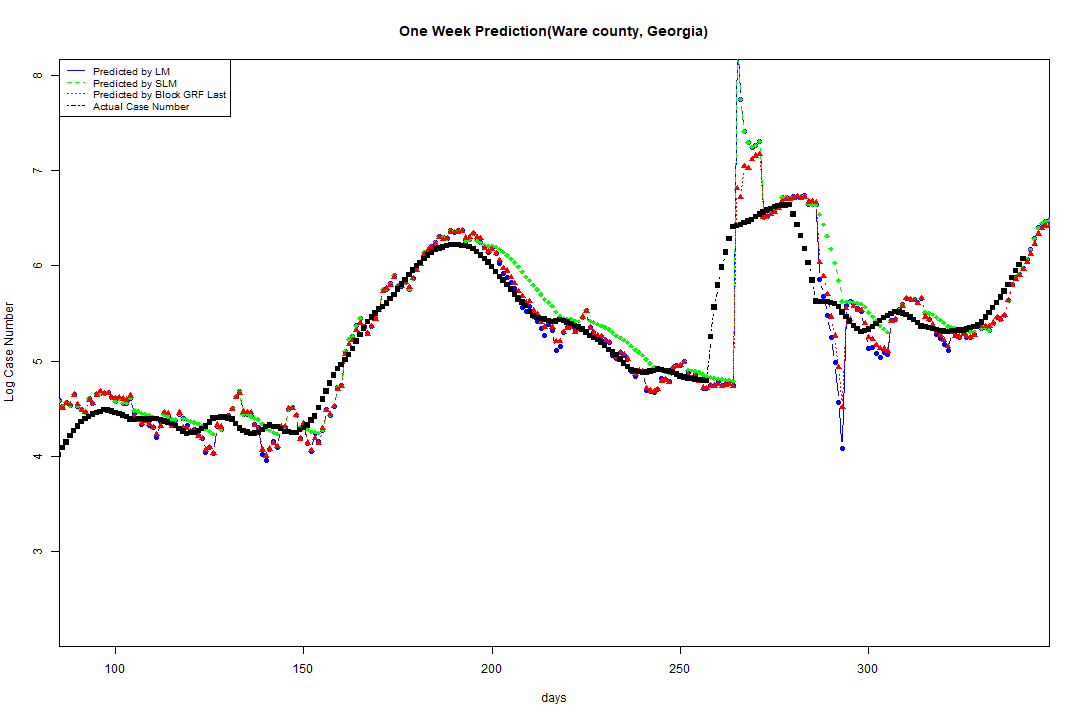 One Week Prediction(Ware county, Georgia)
Predicted by LM
Predicted by SLM
Predicted by Block GRF Last
Actual Case Number
Log Case Number
8
7
6
5
4
3
100 150 200 250 300
days